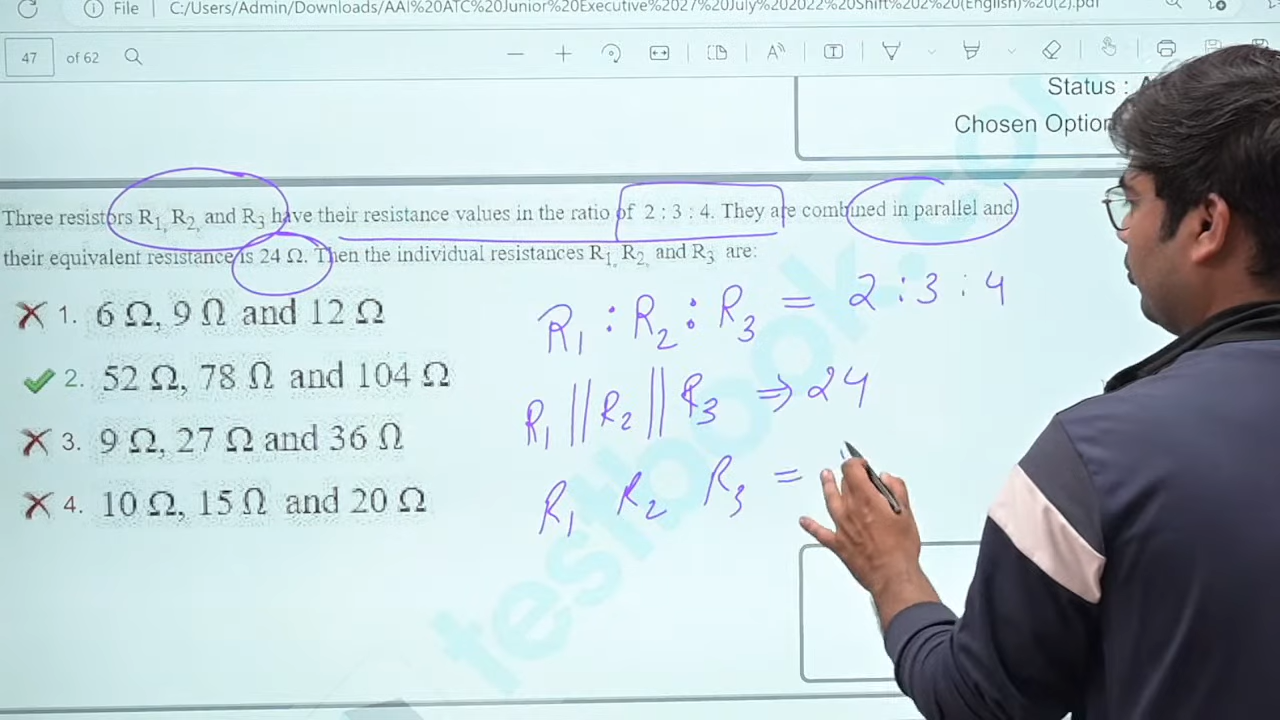 File | C:/Users/Admin/Downloads/AAI%20ATC%20Junior%20Executive%2027%20July%202022%20Shift%202%20(English)%20(2).pdf
47 of 62
Status :
Chosen Option
Three resistors R1, R2, and R3 have their resistance values in the ratio of 2 : 3 : 4. They are combined in parallel and
their equivalent resistance is 24 Ω. Then the individual resistances R1, R2, and R3 are:
1. 6 Ω, 9 Ω and 12 Ω
2. 52 Ω, 78 Ω and 104 Ω
3. 9 Ω, 27 Ω and 36 Ω
4. 10 Ω, 15 Ω and 20 Ω
R1 : R2 : R3 = 2 : 3 : 4
R1 || R2 || R3 ⇒ 24
R1 R2 R3 =
testbook.com